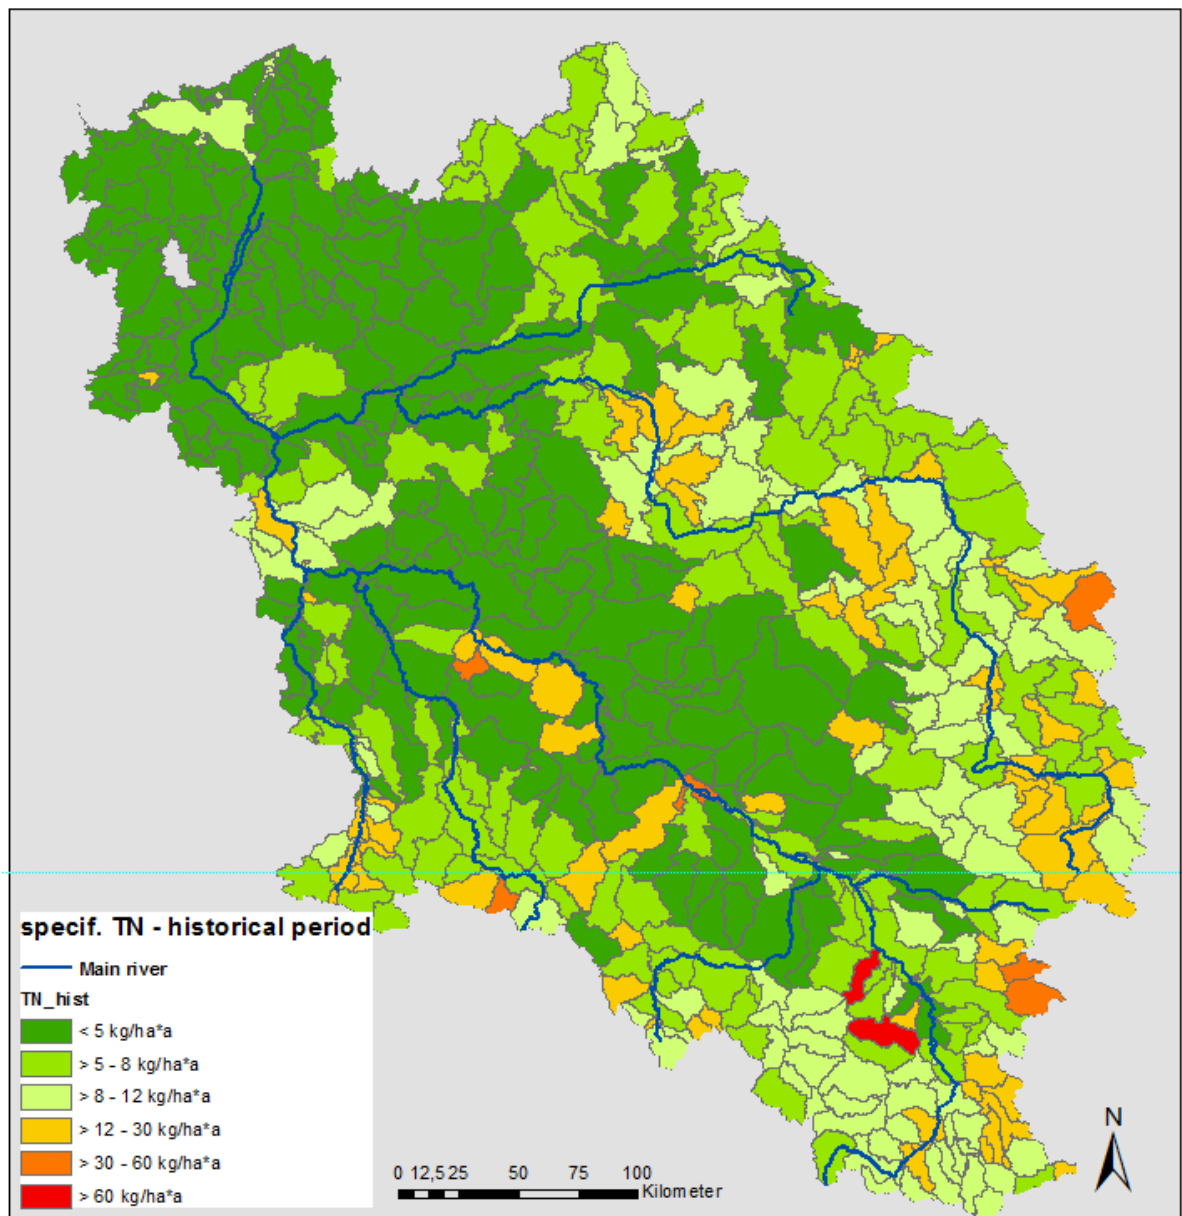 specif. TN - historical period
Main river
TN_hist
< 5 kg/ha*a
> 5 - 8 kg/ha*a
> 8 - 12 kg/ha*a
> 12 - 30 kg/ha*a
> 30 - 60 kg/ha*a
> 60 kg/ha*a
0 12,5 25 50 75 100
Kilometer
N